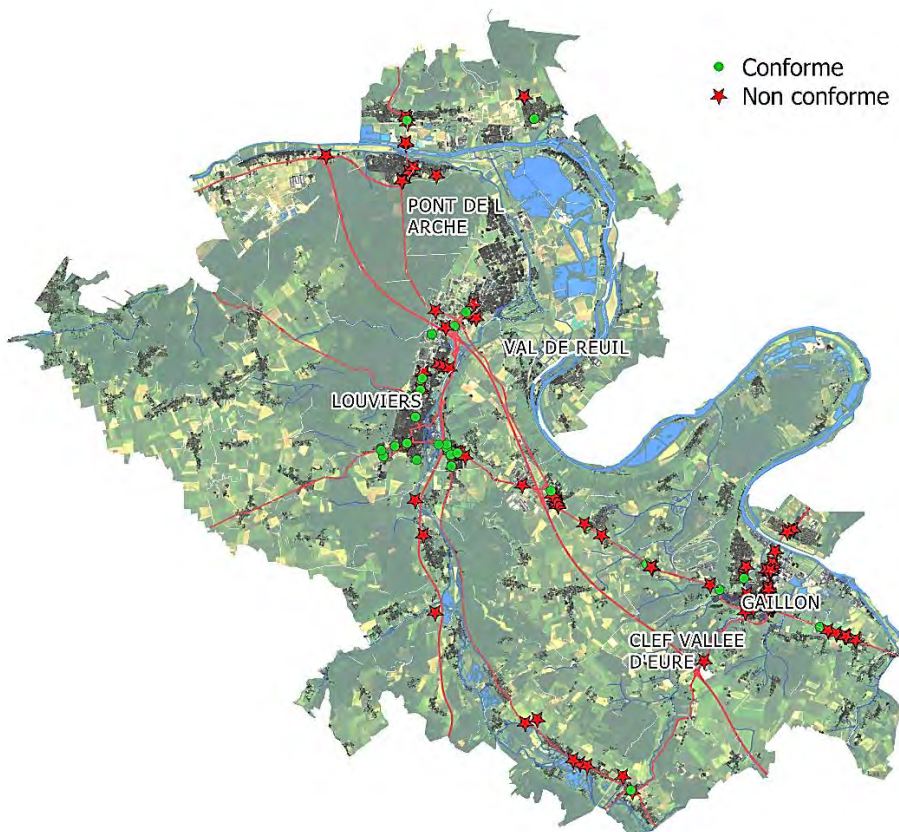 Conforme
Non conforme
PONT DE L
ARCHE
VAL DE REUIL
LOUVIERS
GAILLON
CLEF VALLEE
D'EURE